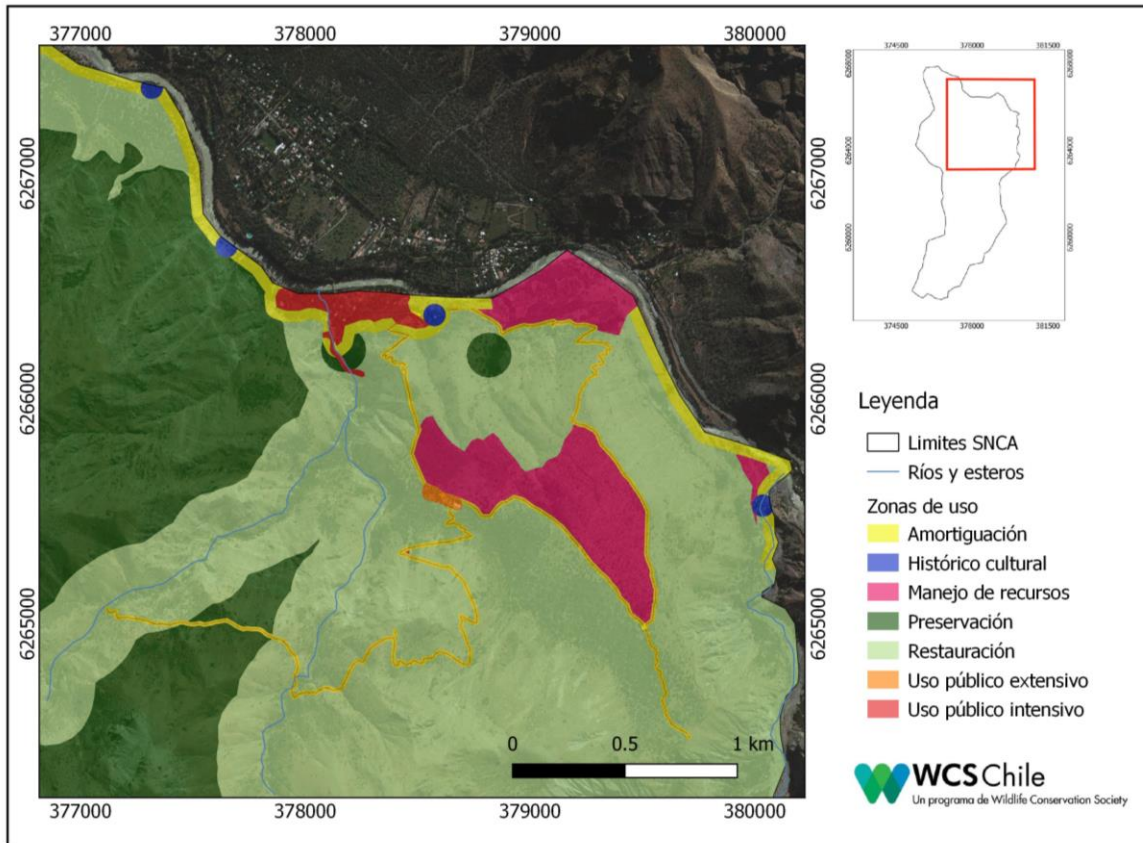 377000 378000 379000 380000
6267000
6266000
6265000
6267000
6266000
6265000
377000 378000 379000 380000
0 0.5 1 km
374500 378000 381500
6268000
6264000
6260000
6268000
6264000
6260000
374500 378000 381500
Leyenda
Limites SNCA
Ríos y esteros
Zonas de uso
Amortiguación
Histórico cultural
Manejo de recursos
Preservación
Restauración
Uso público extensivo
Uso público intensivo
WCS Chile
Un programa de Wildlife Conservation Society